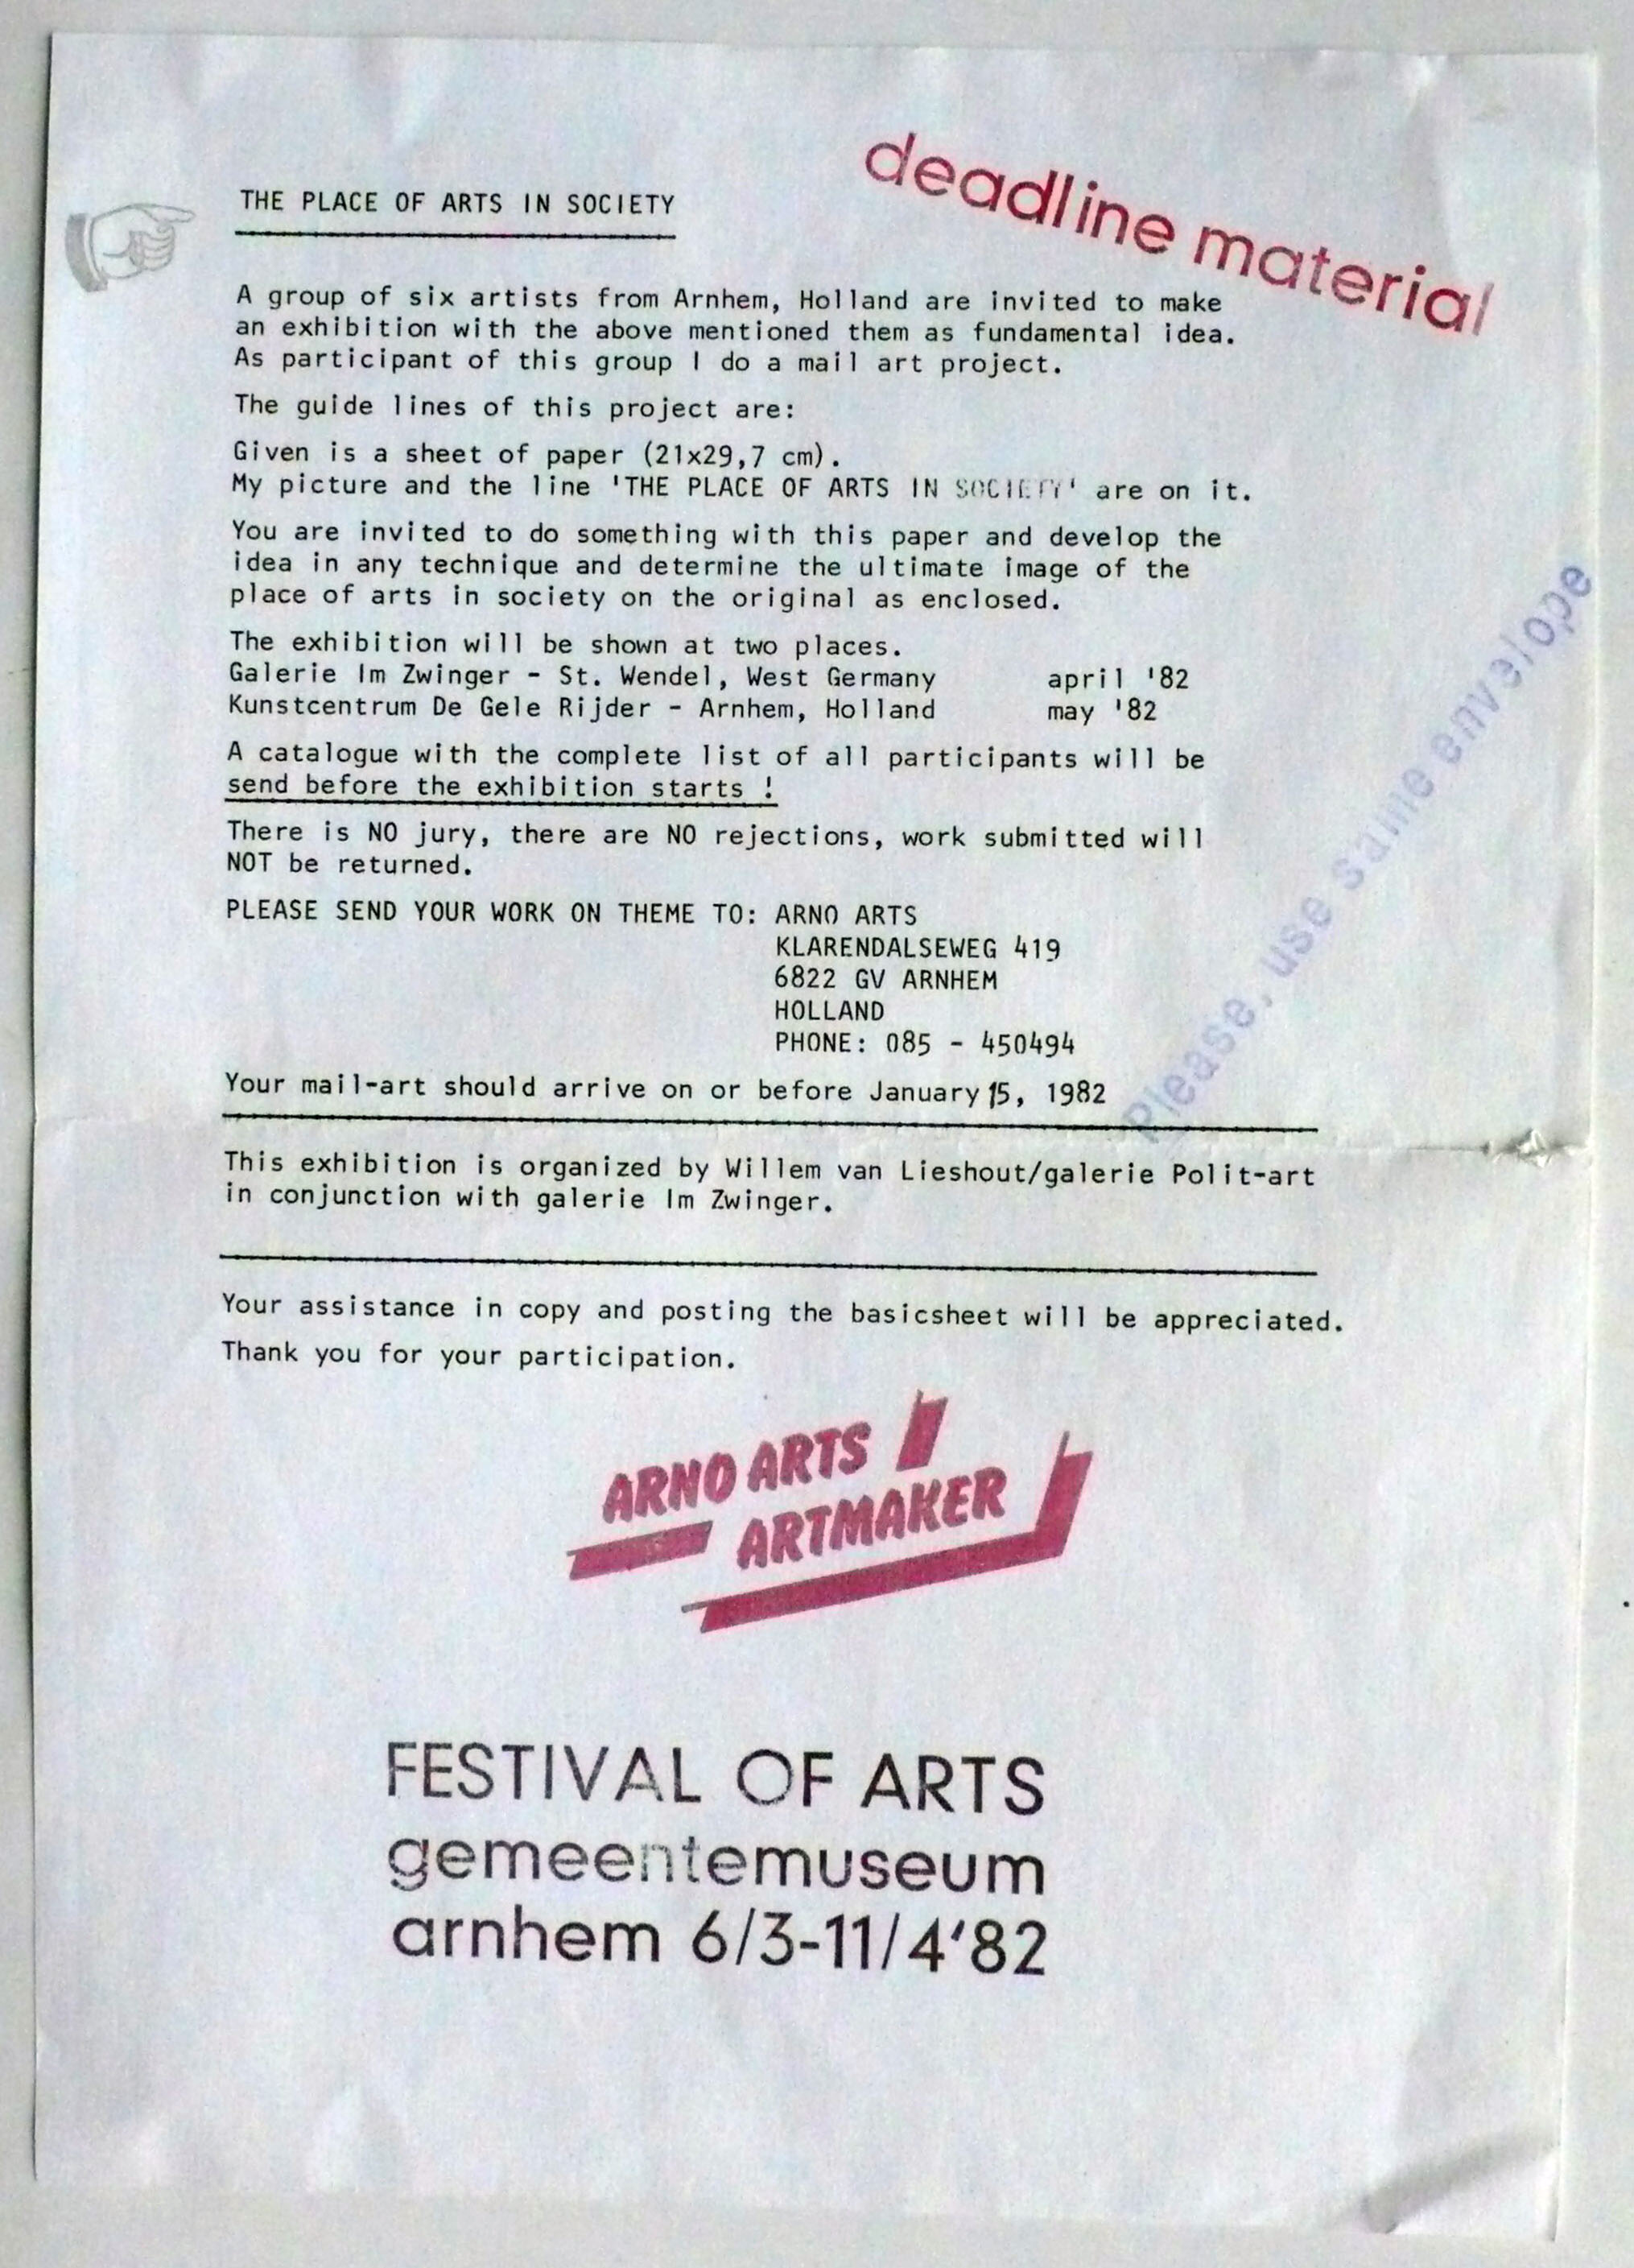 deadline material
THE PLACE OF ARTS IN SOCIETY
A group of six artists from Arnhem, Holland are invited to make
an exhibition with the above mentioned them as fundamental idea.
As participant of this group I do a mail art project.
The guide lines of this project are:
Given is a sheet of paper (21x29,7 cm).
My picture and the line 'THE PLACE OF ARTS IN SOCIETY' are on it.
You are invited to do something with this paper and develop the
idea in any technique and determine the ultimate image of the
place of arts in society on the original as enclosed.
The exhibition will be shown at two places.
Galerie Im Zwinger - St. Wendel, West Germany april '82
Kunstcentrum De Gele Rijder - Arnhem, Holland may '82
A catalogue with the complete list of all participants will be
send before the exhibition starts !
There is NO jury, there are NO rejections, work submitted will
NOT be returned.
PLEASE SEND YOUR WORK ON THEME TO: ARNO ARTS
KLARENDALSEWEG 419
6822 GV ARNHEM
HOLLAND
PHONE: 085 - 450494
Your mail-art should arrive on or before January 15, 1982
Please, use same envelope
This exhibition is organized by Willem van Lieshout/galerie Polit-art
in conjunction with galerie Im Zwinger.
Your assistance in copy and posting the basicsheet will be appreciated.
Thank you for your participation.
ARNO ARTS
ARTMAKER
FESTIVAL OF ARTS
gemeentemuseum
arnhem 6/3-11/4'82